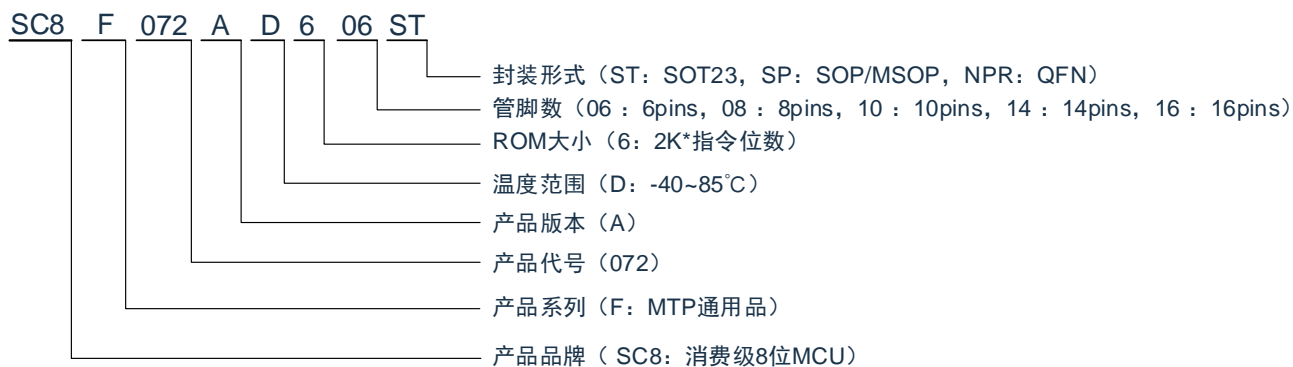 SC8 F 072 A D 6 06 ST
封装形式（ST：SOT23，SP：SOP/MSOP，NPR：QFN）
管脚数（06 ：6pins，08 ：8pins，10 ：10pins，14 ：14pins，16 ：16pins）
ROM大小（6：2K*指令位数）
温度范围（D：-40~85℃）
产品版本（A）
产品代号（072）
产品系列（F：MTP通用品）
产品品牌（ SC8：消费级8位MCU）